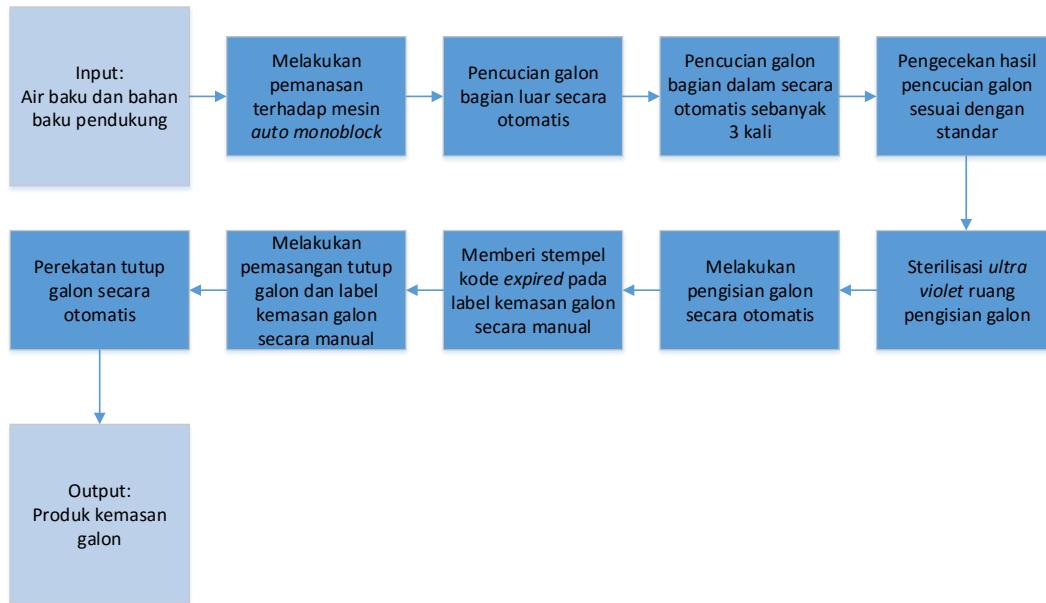 Input:
Air baku dan bahan
baku pendukung
Melakukan
pemanasan
terhadap mesin
auto monoblock
Pencucian galon
bagian luar secara
otomatis
Pencucian galon
bagian dalam secara
otomatis sebanyak
3 kali
Pengecekan hasil
pencucian galon
sesuai dengan
standar
Sterilisasi ultra
violet ruang
pengisian galon
Melakukan
pengisian galon
secara otomatis
Memberi stempel
kode expired pada
label kemasan galon
secara manual
Melakukan
pemasangan tutup
galon dan label
kemasan galon
secara manual
Perekatan tutup
galon secara
otomatis
Output:
Produk kemasan
galon